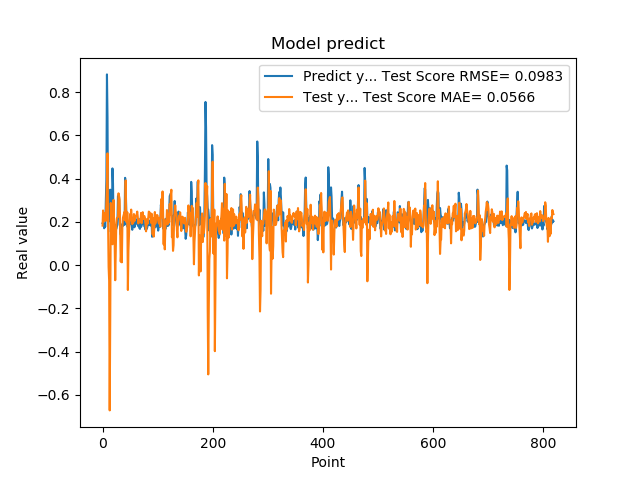 Model predict
Predict y... Test Score RMSE= 0.0983
Test y... Test Score MAE= 0.0566
Real value
0.8
0.6
0.4
0.2
0.0
−0.2
−0.4
−0.6
0 200 400 600 800
Point